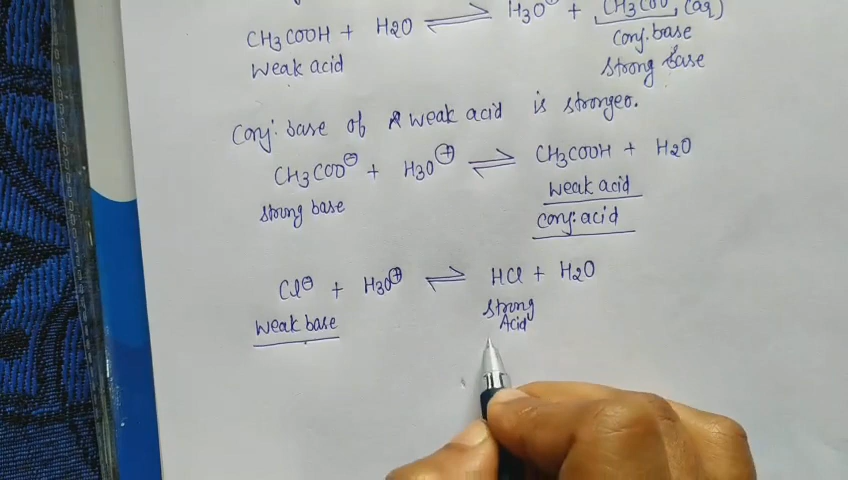 CH3COOH + H2O ⇌ H3O⊕ + CH3COO (aq)
weak acid
conj. base
strong base
Conj: base of weak acid is stronger.
CH3COO⊖ + H3O⊕ ⇌ CH3COOH + H2O
strong base
weak acid
conj: acid
Cl⊖ + H3O⊕ ⇌ HCl + H2O
weak base
strong
Acid